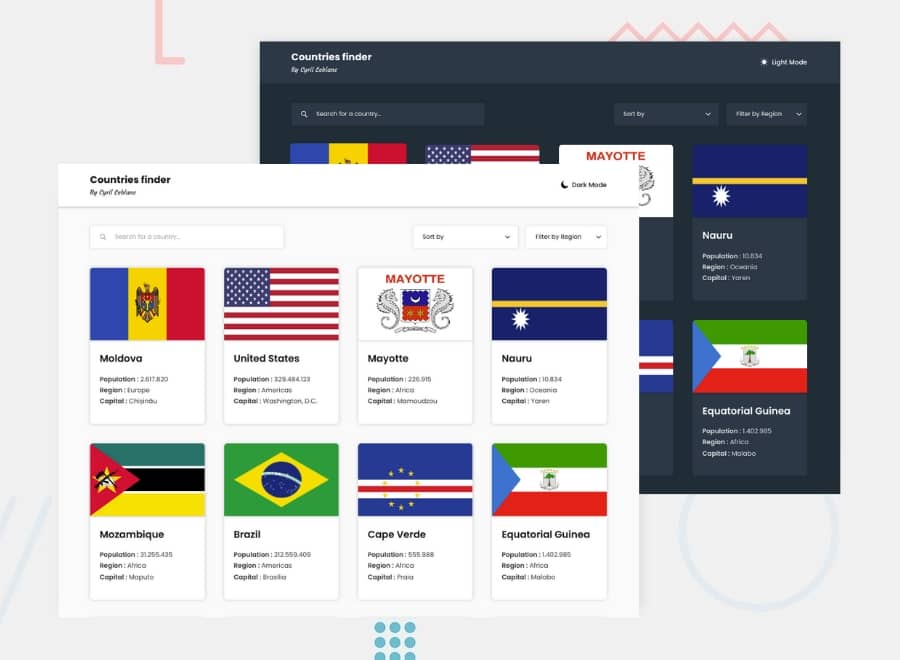 Countries finder
By Cyril Leblanc
Light Mode
Search for a country...
Sort by
Filter by Region
MAYOTTE
Nauru
Population : 10.834
Region : Oceania
Capital : Yaren
Equatorial Guinea
Population : 1.402.985
Region : Africa
Capital : Malabo
Countries finder
By Cyril Leblanc
Dark Mode
Search for a country...
Sort by
Filter by Region
Moldova
Population : 2.617.820
Region : Europe
Capital : Chișinău
United States
Population : 329.484.123
Region : Americas
Capital : Washington, D.C.
MAYOTTE
Mayotte
Population : 226.915
Region : Africa
Capital : Mamoudzou
Nauru
Population : 10.834
Region : Oceania
Capital : Yaren
Mozambique
Population : 31.255.435
Region : Africa
Capital : Maputo
Brazil
Population : 212.559.409
Region : Americas
Capital : Brasília
Cape Verde
Population : 555.988
Region : Africa
Capital : Praia
Equatorial Guinea
Population : 1.402.985
Region : Africa
Capital : Malabo